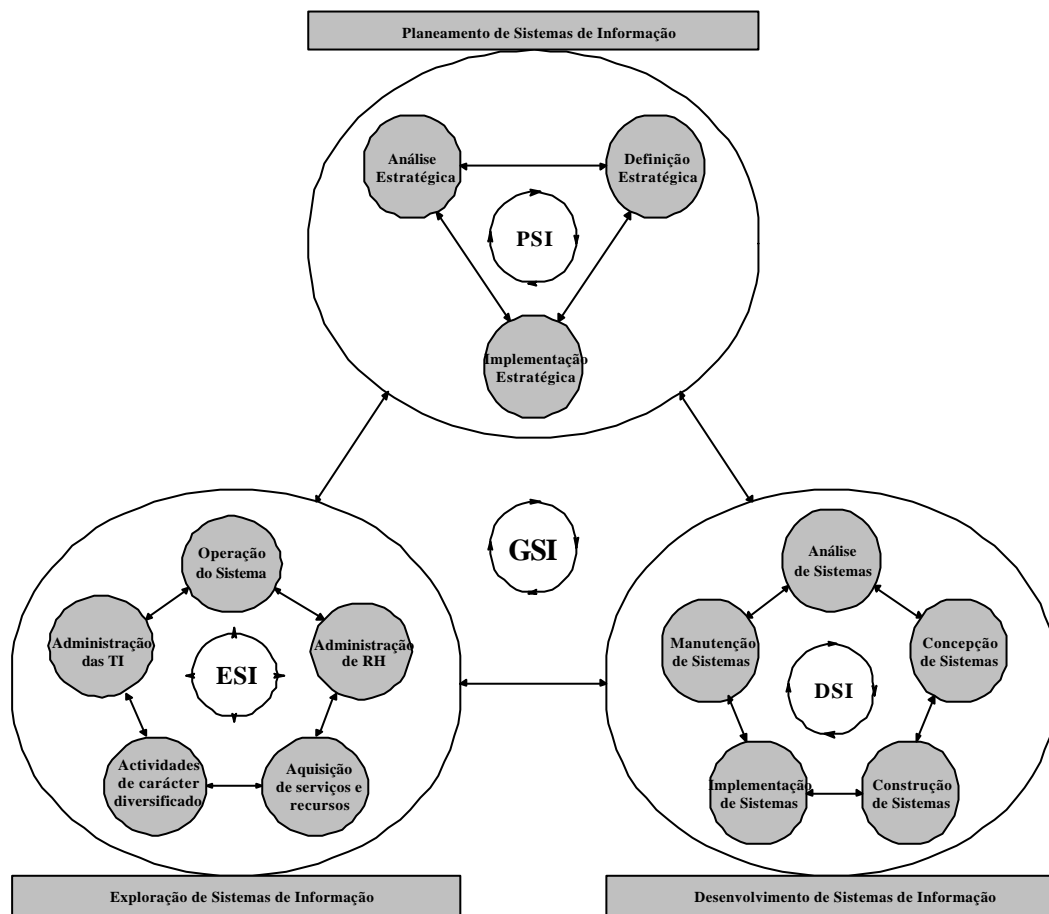 Planeamento de Sistemas de Informação
Análise
Estratégica
Definição
Estratégica
PSI
Implementação
Estratégica
GSI
Operação
do Sistema
Administração
das TI
Administração
de RH
ESI
Actividades
de carácter
diversificado
Aquisição
de serviços e
recursos
Análise
de Sistemas
Manutenção
de Sistemas
Concepção
de Sistemas
DSI
Implementação
de Sistemas
Construção
de Sistemas
Exploração de Sistemas de Informação
Desenvolvimento de Sistemas de Informação